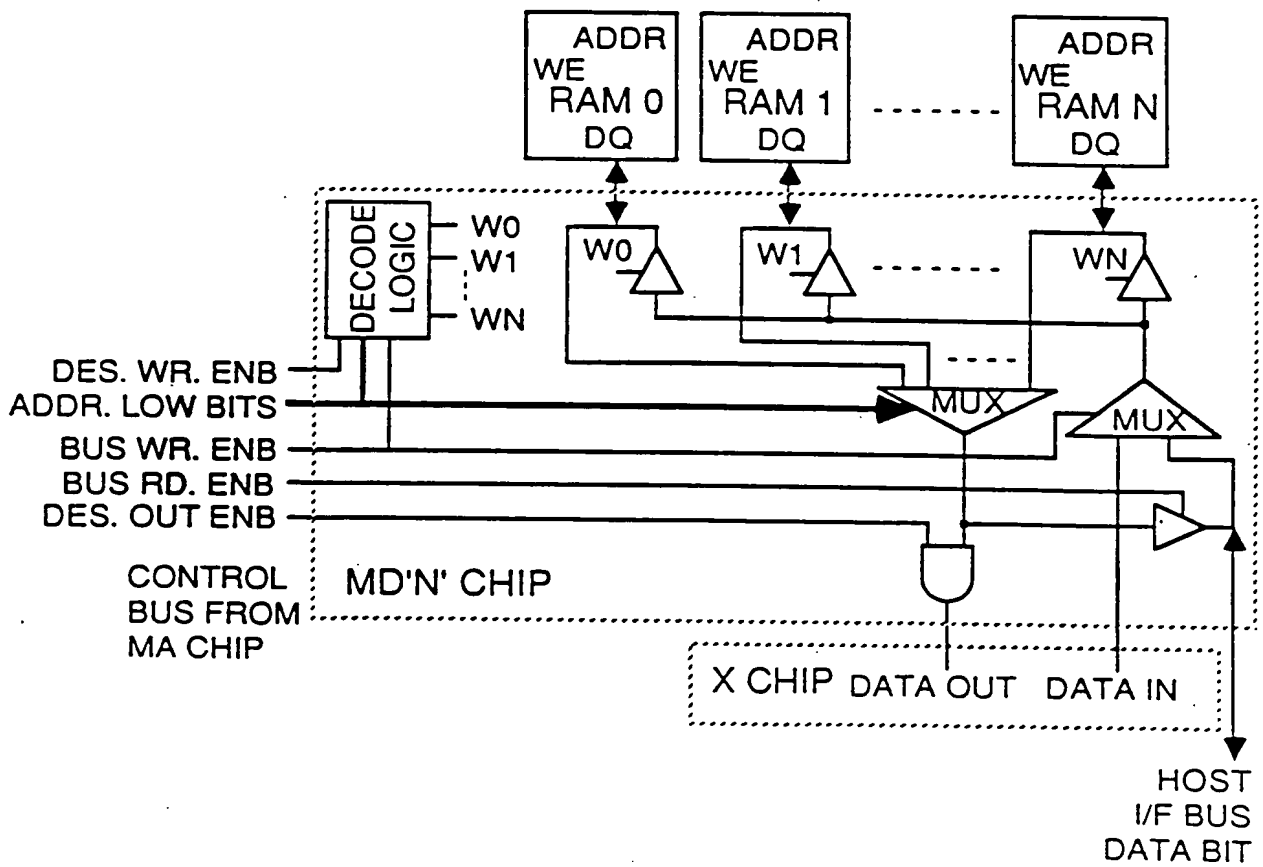 ADDR
WE
RAM 0
DQ
ADDR
WE
RAM 1
DQ
ADDR
WE
RAM N
DQ
DECODE
LOGIC
W0
W1
WN
W0
W1
WN
DES. WR. ENB
ADDR. LOW BITS
BUS WR. ENB
BUS RD. ENB
DES. OUT ENB
MUX
MUX
CONTROL
BUS FROM
MA CHIP
MD'N' CHIP
X CHIP DATA OUT DATA IN
HOST
I/F BUS
DATA BIT